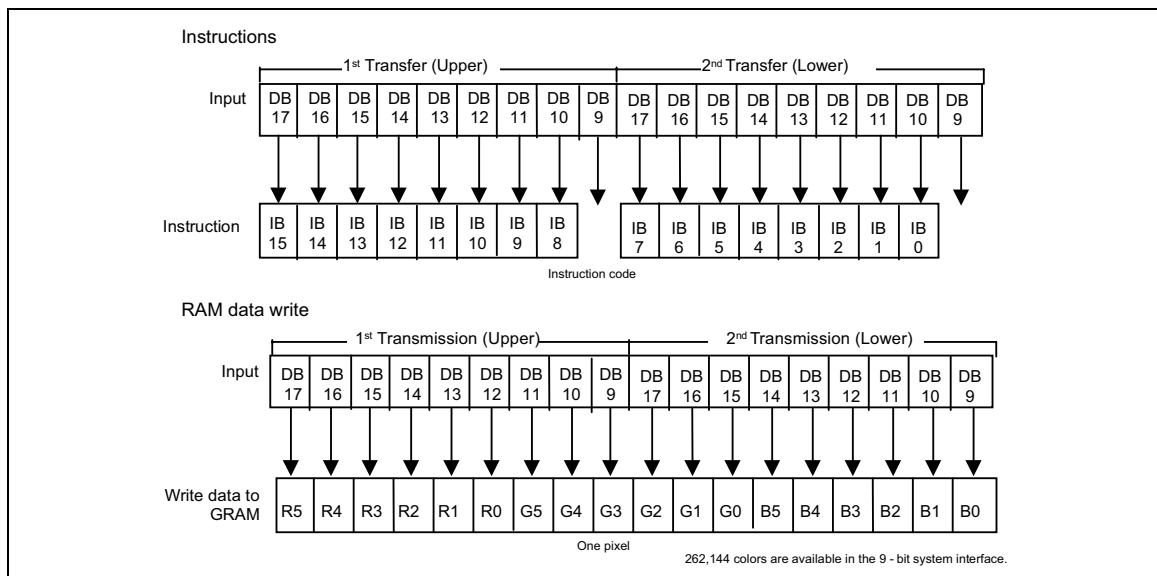 Instructions
1st Transfer (Upper) 2nd Transfer (Lower)
Input DB 17 DB 16 DB 15 DB 14 DB 13 DB 12 DB 11 DB 10 DB 9 DB 17 DB 16 DB 15 DB 14 DB 13 DB 12 DB 11 DB 10 DB 9
Instruction IB 15 IB 14 IB 13 IB 12 IB 11 IB 10 IB 9 IB 8 IB 7 IB 6 IB 5 IB 4 IB 3 IB 2 IB 1 IB 0
Instruction code
RAM data write
1st Transmission (Upper) 2nd Transmission (Lower)
Input DB 17 DB 16 DB 15 DB 14 DB 13 DB 12 DB 11 DB 10 DB 9 DB 17 DB 16 DB 15 DB 14 DB 13 DB 12 DB 11 DB 10 DB 9
Write data to
GRAM R5 R4 R3 R2 R1 R0 G5 G4 G3 G2 G1 G0 B5 B4 B3 B2 B1 B0
One pixel
262,144 colors are available in the 9 - bit system interface.